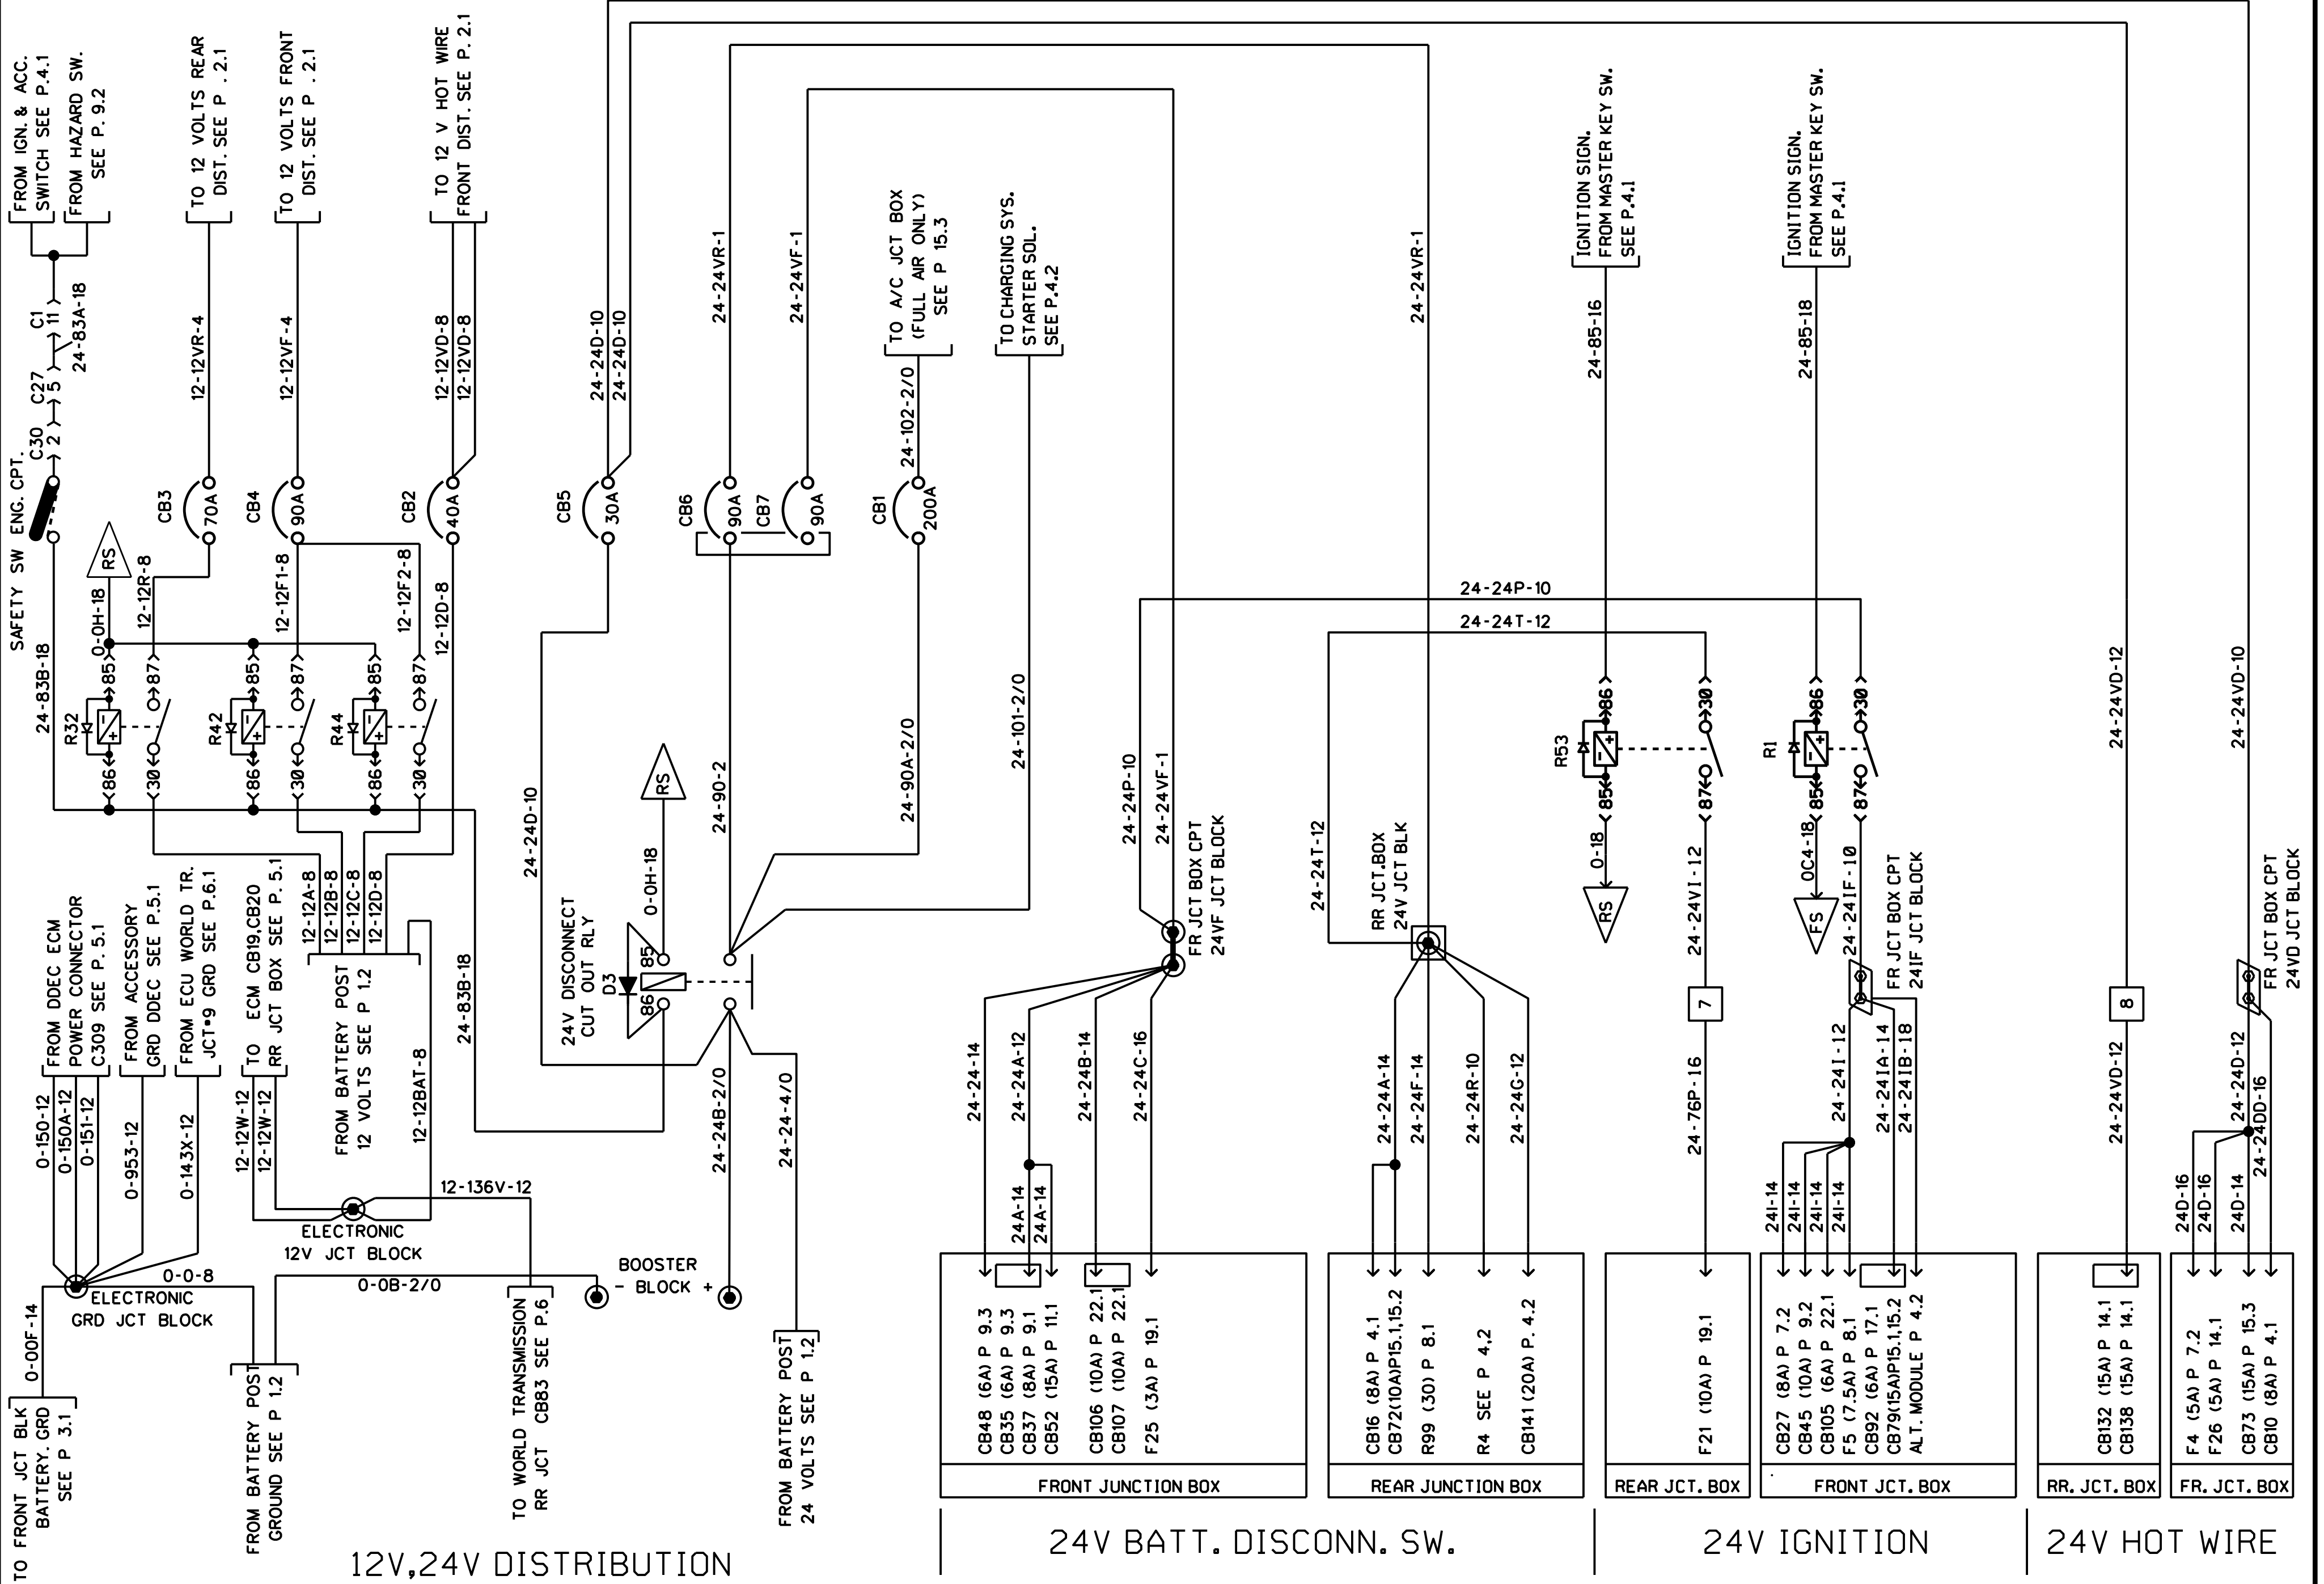 FROM IGN. & ACC.
SWITCH SEE P.4.1
FROM HAZARD SW.
SEE P. 9.2
TO 12 VOLTS REAR
DIST. SEE P . 2.1
TO 12 VOLTS FRONT
DIST. SEE P . 2.1
TO 12 V HOT WIRE
FRONT DIST. SEE P. 2.1
C1
11
24-83A-18
C27
5
C30
2
SAFETY SW ENG. CPT.
12-12VR-4
12-12VF-4
12-12VD-8
12-12VD-8
24-24D-10
24-24D-10
24-24VR-1
24-24VF-1
TO A/C JCT BOX
(FULL AIR ONLY)
SEE P 15.3
TO CHARGING SYS.
STARTER SOL.
SEE P.4.2
24-102-2/0
24-24VR-1
IGNITION SIGN.
FROM MASTER KEY SW.
SEE P.4.1
24-85-16
IGNITION SIGN.
FROM MASTER KEY SW.
SEE P.4.1
24-85-18
CB3
70A
CB4
90A
CB2
40A
CB5
30A
CB6
90A
CB7
90A
CB1
200A
RS
0-0H-18
12-12R-8
12-12F1-8
12-12F2-8
12-12D-8
24-83B-18
R32
85
87
86
30
R42
85
87
86
30
R44
85
87
86
30
24-24P-10
24-24T-12
24-24D-10
RS
0-0H-18
24-90-2
24-90A-2/0
24-101-2/0
24-24P-10
24-24VF-1
FR JCT BOX CPT
24VF JCT BLOCK
24-24T-12
RR JCT.BOX
24V JCT BLK
R53
86
30
85
87
0-18
RS
24-24VI-12
7
24-76P-16
R1
86
30
85
87
0C4-18
FS
24-24IF-10
FR JCT BOX CPT
24IF JCT BLOCK
24-24VD-12
8
24-24VD-12
24-24VD-10
FR JCT BOX CPT
24VD JCT BLOCK
FROM DDEC ECM
POWER CONNECTOR
C309 SEE P. 5.1
FROM ACCESSORY
GRD DDEC SEE P.5.1
FROM ECU WORLD TR.
JCT•9 GRD SEE P.6.1
TO ECM CB19,CB20
RR JCT BOX SEE P. 5.1
12-12A-8
12-12B-8
12-12C-8
12-12D-8
FROM BATTERY POST
12 VOLTS SEE P 1.2
12-12BAT-8
24-83B-18
24V DISCONNECT
CUT OUT RLY
D3
85
86
0-150-12
0-150A-12
0-151-12
0-953-12
0-143X-12
12-12W-12
12-12W-12
12-136V-12
ELECTRONIC
12V JCT BLOCK
24-24B-2/0
24-24-4/0
BOOSTER
- BLOCK +
0-0-8
0-0B-2/0
ELECTRONIC
GRD JCT BLOCK
0-00F-14
TO FRONT JCT BLK
BATTERY. GRD
SEE P 3.1
FROM BATTERY POST
GROUND SEE P 1.2
TO WORLD TRANSMISSION
RR JCT CB83 SEE P.6
FROM BATTERY POST
24 VOLTS SEE P 1.2
24-24-14
24-24A-12
24-24B-14
24-24C-16
24A-14
24A-14
CB48 (6A) P 9.3
CB35 (6A) P 9.3
CB37 (8A) P 9.1
CB52 (15A) P 11.1
CB106 (10A) P 22.1
CB107 (10A) P 22.1
F25 (3A) P 19.1
FRONT JUNCTION BOX
24-24A-14
24-24F-14
24-24R-10
24-24G-12
CB16 (8A) P 4.1
CB72(10A)P15.1,15.2
R99 (30) P 8.1
R4 SEE P 4,2
CB141 (20A) P. 4.2
REAR JUNCTION BOX
F21 (10A) P 19.1
REAR JCT. BOX
24-24I-12
24-24IA-14
24-24IB-18
24I-14
24I-14
24I-14
24I-14
CB27 (8A) P 7.2
CB45 (10A) P 9.2
CB105 (6A) P 22.1
F5 (7.5A) P 8.1
CB92 (6A) P 17.1
CB79(15A)P15.1,15.2
ALT. MODULE P 4.2
FRONT JCT. BOX
CB132 (15A) P 14.1
CB138 (15A) P 14.1
RR. JCT. BOX
24-24D-12
24-24DD-16
24D-16
24D-16
24D-14
F4 (5A) P 7.2
F26 (5A) P 14.1
CB73 (15A) P 15.3
CB10 (8A) P 4.1
FR. JCT. BOX
12V,24V DISTRIBUTION
24V BATT. DISCONN. SW.
24V IGNITION
24V HOT WIRE